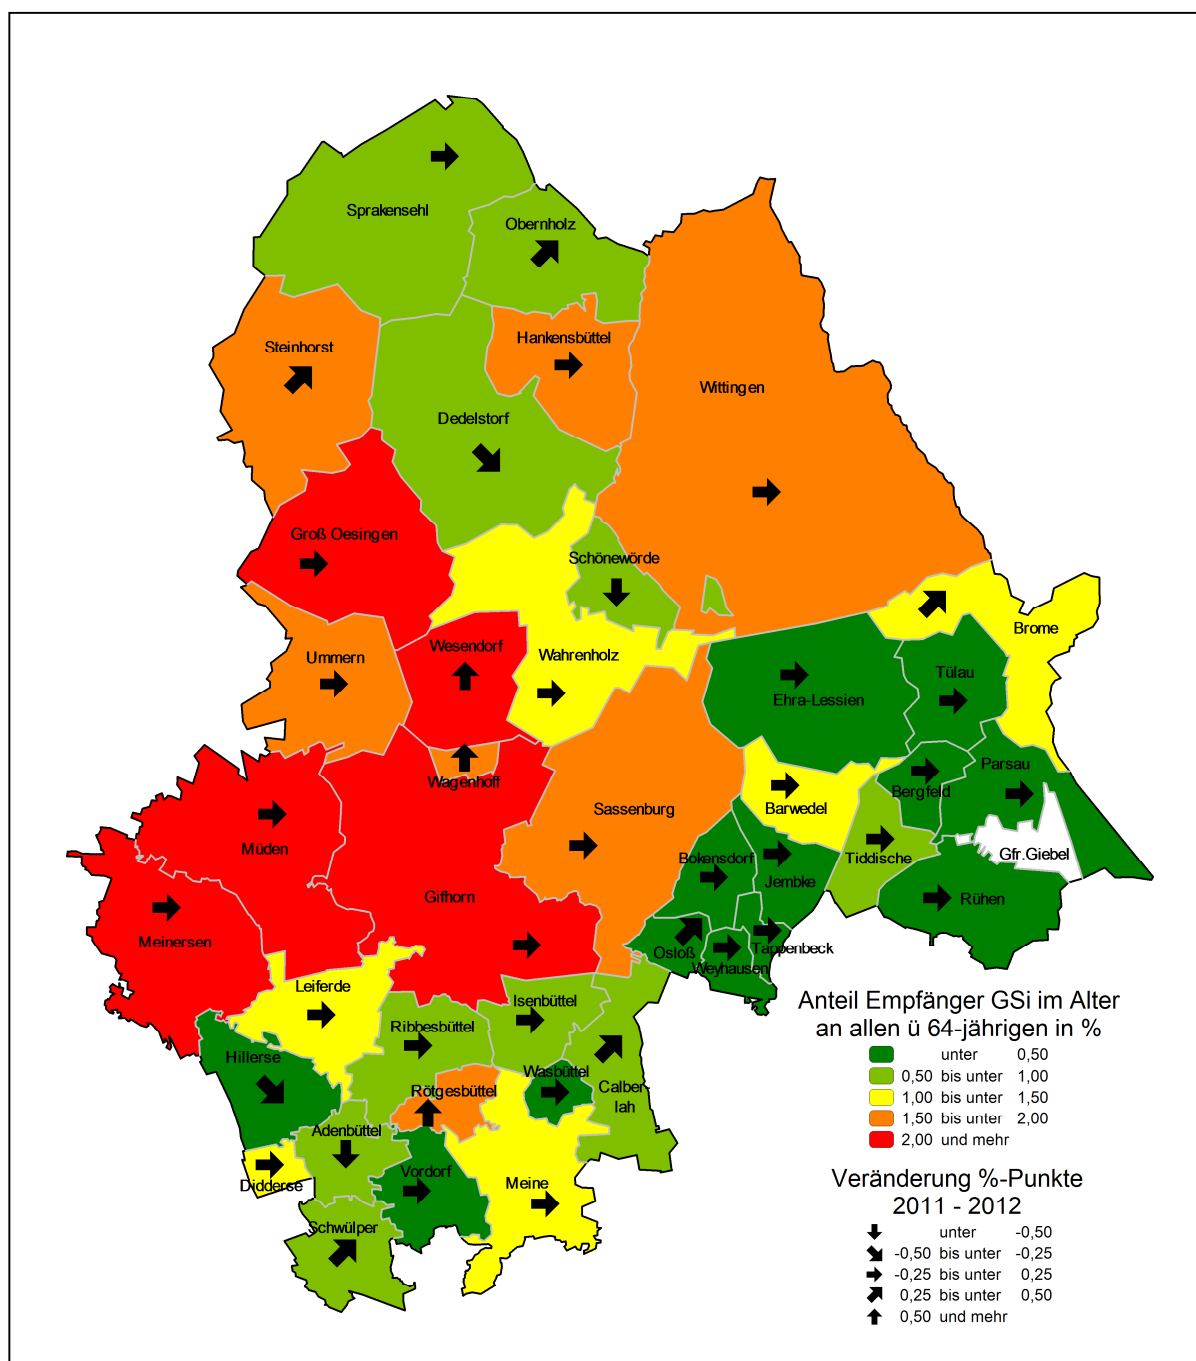 Sprakensehl
Obernholz
Steinhorst
Hankensbüttel
Wittingen
Dedelstorf
Groß Oesingen
Schönewörde
Brome
Wesendorf
Wahrenholz
Ummern
Tülau
Ehra-Lessien
Parsau
Wagenhoff
Bergfeld
Sassenburg
Barwedel
Müden
Bokensdorf
Tiddische
Gfr.Giebel
Jembke
Gifhorn
Rühen
Meinersen
Osloß
Tappenbeck
Weyhausen
Leiferde
Isenbüttel
Ribbesbüttel
Hillerse
Wasbüttel
Rötgesbüttel
Calber-
lah
Adenbüttel
Vordorf
Didderse
Meine
Schwülper
Anteil Empfänger GSi im Alter
an allen ü 64-jährigen in %
unter 0,50
0,50 bis unter 1,00
1,00 bis unter 1,50
1,50 bis unter 2,00
2,00 und mehr
Veränderung %-Punkte
2011 - 2012
unter -0,50
-0,50 bis unter -0,25
-0,25 bis unter 0,25
0,25 bis unter 0,50
0,50 und mehr